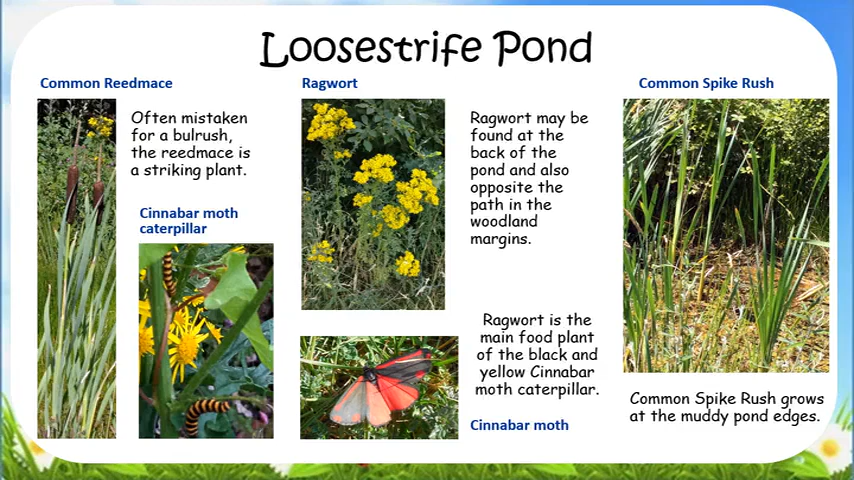 Loosestrife Pond
Common Reedmace
Often mistaken
for a bulrush,
the reedmace is
a striking plant.
Cinnabar moth
caterpillar
Ragwort
Ragwort may be
found at the
back of the
pond and also
opposite the
path in the
woodland
margins.
Ragwort is the
main food plant
of the black and
yellow Cinnabar
moth caterpillar.
Cinnabar moth
Common Spike Rush
Common Spike Rush grows
at the muddy pond edges.